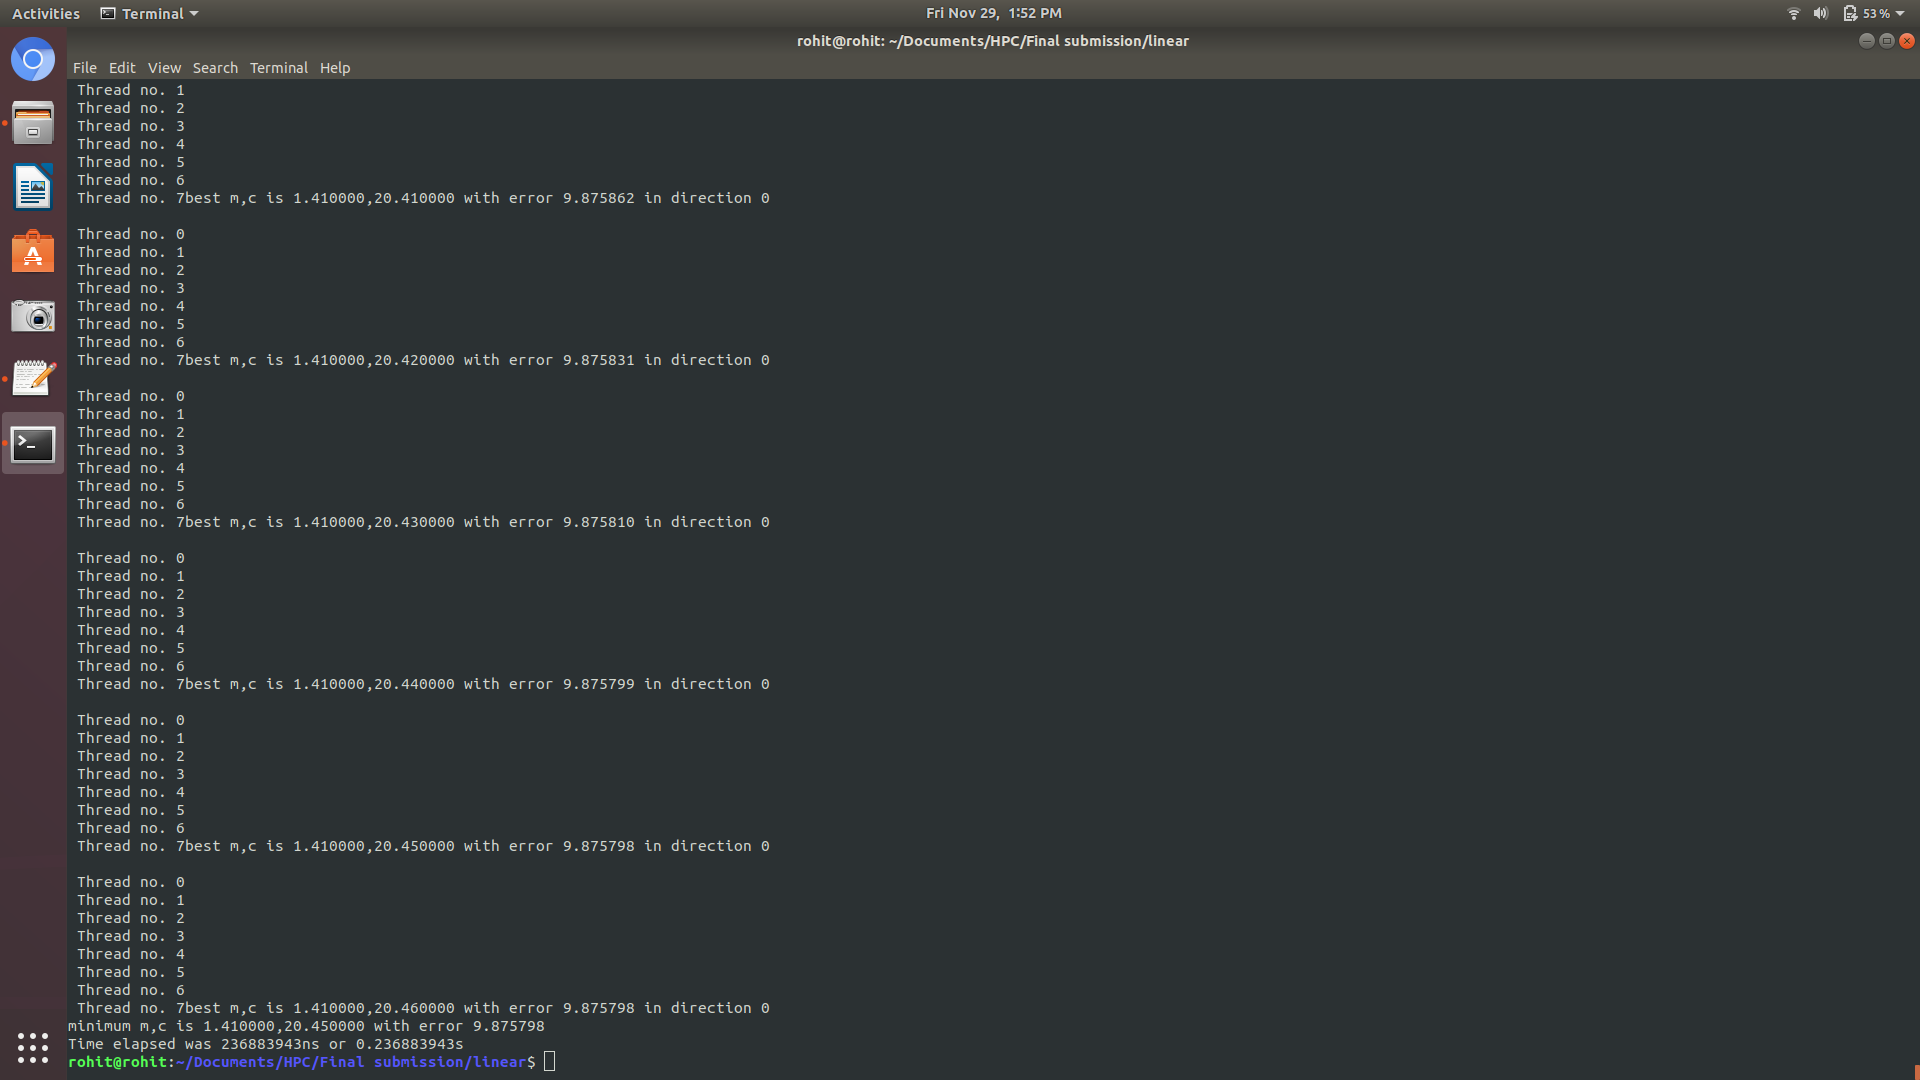 Activities Terminal Fri Nov 29, 1:52 PM 53 %
rohit@rohit: ~/Documents/HPC/Final submission/linear
File Edit View Search Terminal Help
Thread no. 1
Thread no. 2
Thread no. 3
Thread no. 4
Thread no. 5
Thread no. 6
Thread no. 7best m,c is 1.410000,20.410000 with error 9.875862 in direction 0
Thread no. 0
Thread no. 1
Thread no. 2
Thread no. 3
Thread no. 4
Thread no. 5
Thread no. 6
Thread no. 7best m,c is 1.410000,20.420000 with error 9.875831 in direction 0
Thread no. 0
Thread no. 1
Thread no. 2
Thread no. 3
Thread no. 4
Thread no. 5
Thread no. 6
Thread no. 7best m,c is 1.410000,20.430000 with error 9.875810 in direction 0
Thread no. 0
Thread no. 1
Thread no. 2
Thread no. 3
Thread no. 4
Thread no. 5
Thread no. 6
Thread no. 7best m,c is 1.410000,20.440000 with error 9.875799 in direction 0
Thread no. 0
Thread no. 1
Thread no. 2
Thread no. 3
Thread no. 4
Thread no. 5
Thread no. 6
Thread no. 7best m,c is 1.410000,20.450000 with error 9.875798 in direction 0
Thread no. 0
Thread no. 1
Thread no. 2
Thread no. 3
Thread no. 4
Thread no. 5
Thread no. 6
Thread no. 7best m,c is 1.410000,20.460000 with error 9.875798 in direction 0
minimum m,c is 1.410000,20.450000 with error 9.875798
Time elapsed was 236883943ns or 0.236883943s
rohit@rohit:~/Documents/HPC/Final submission/linear$